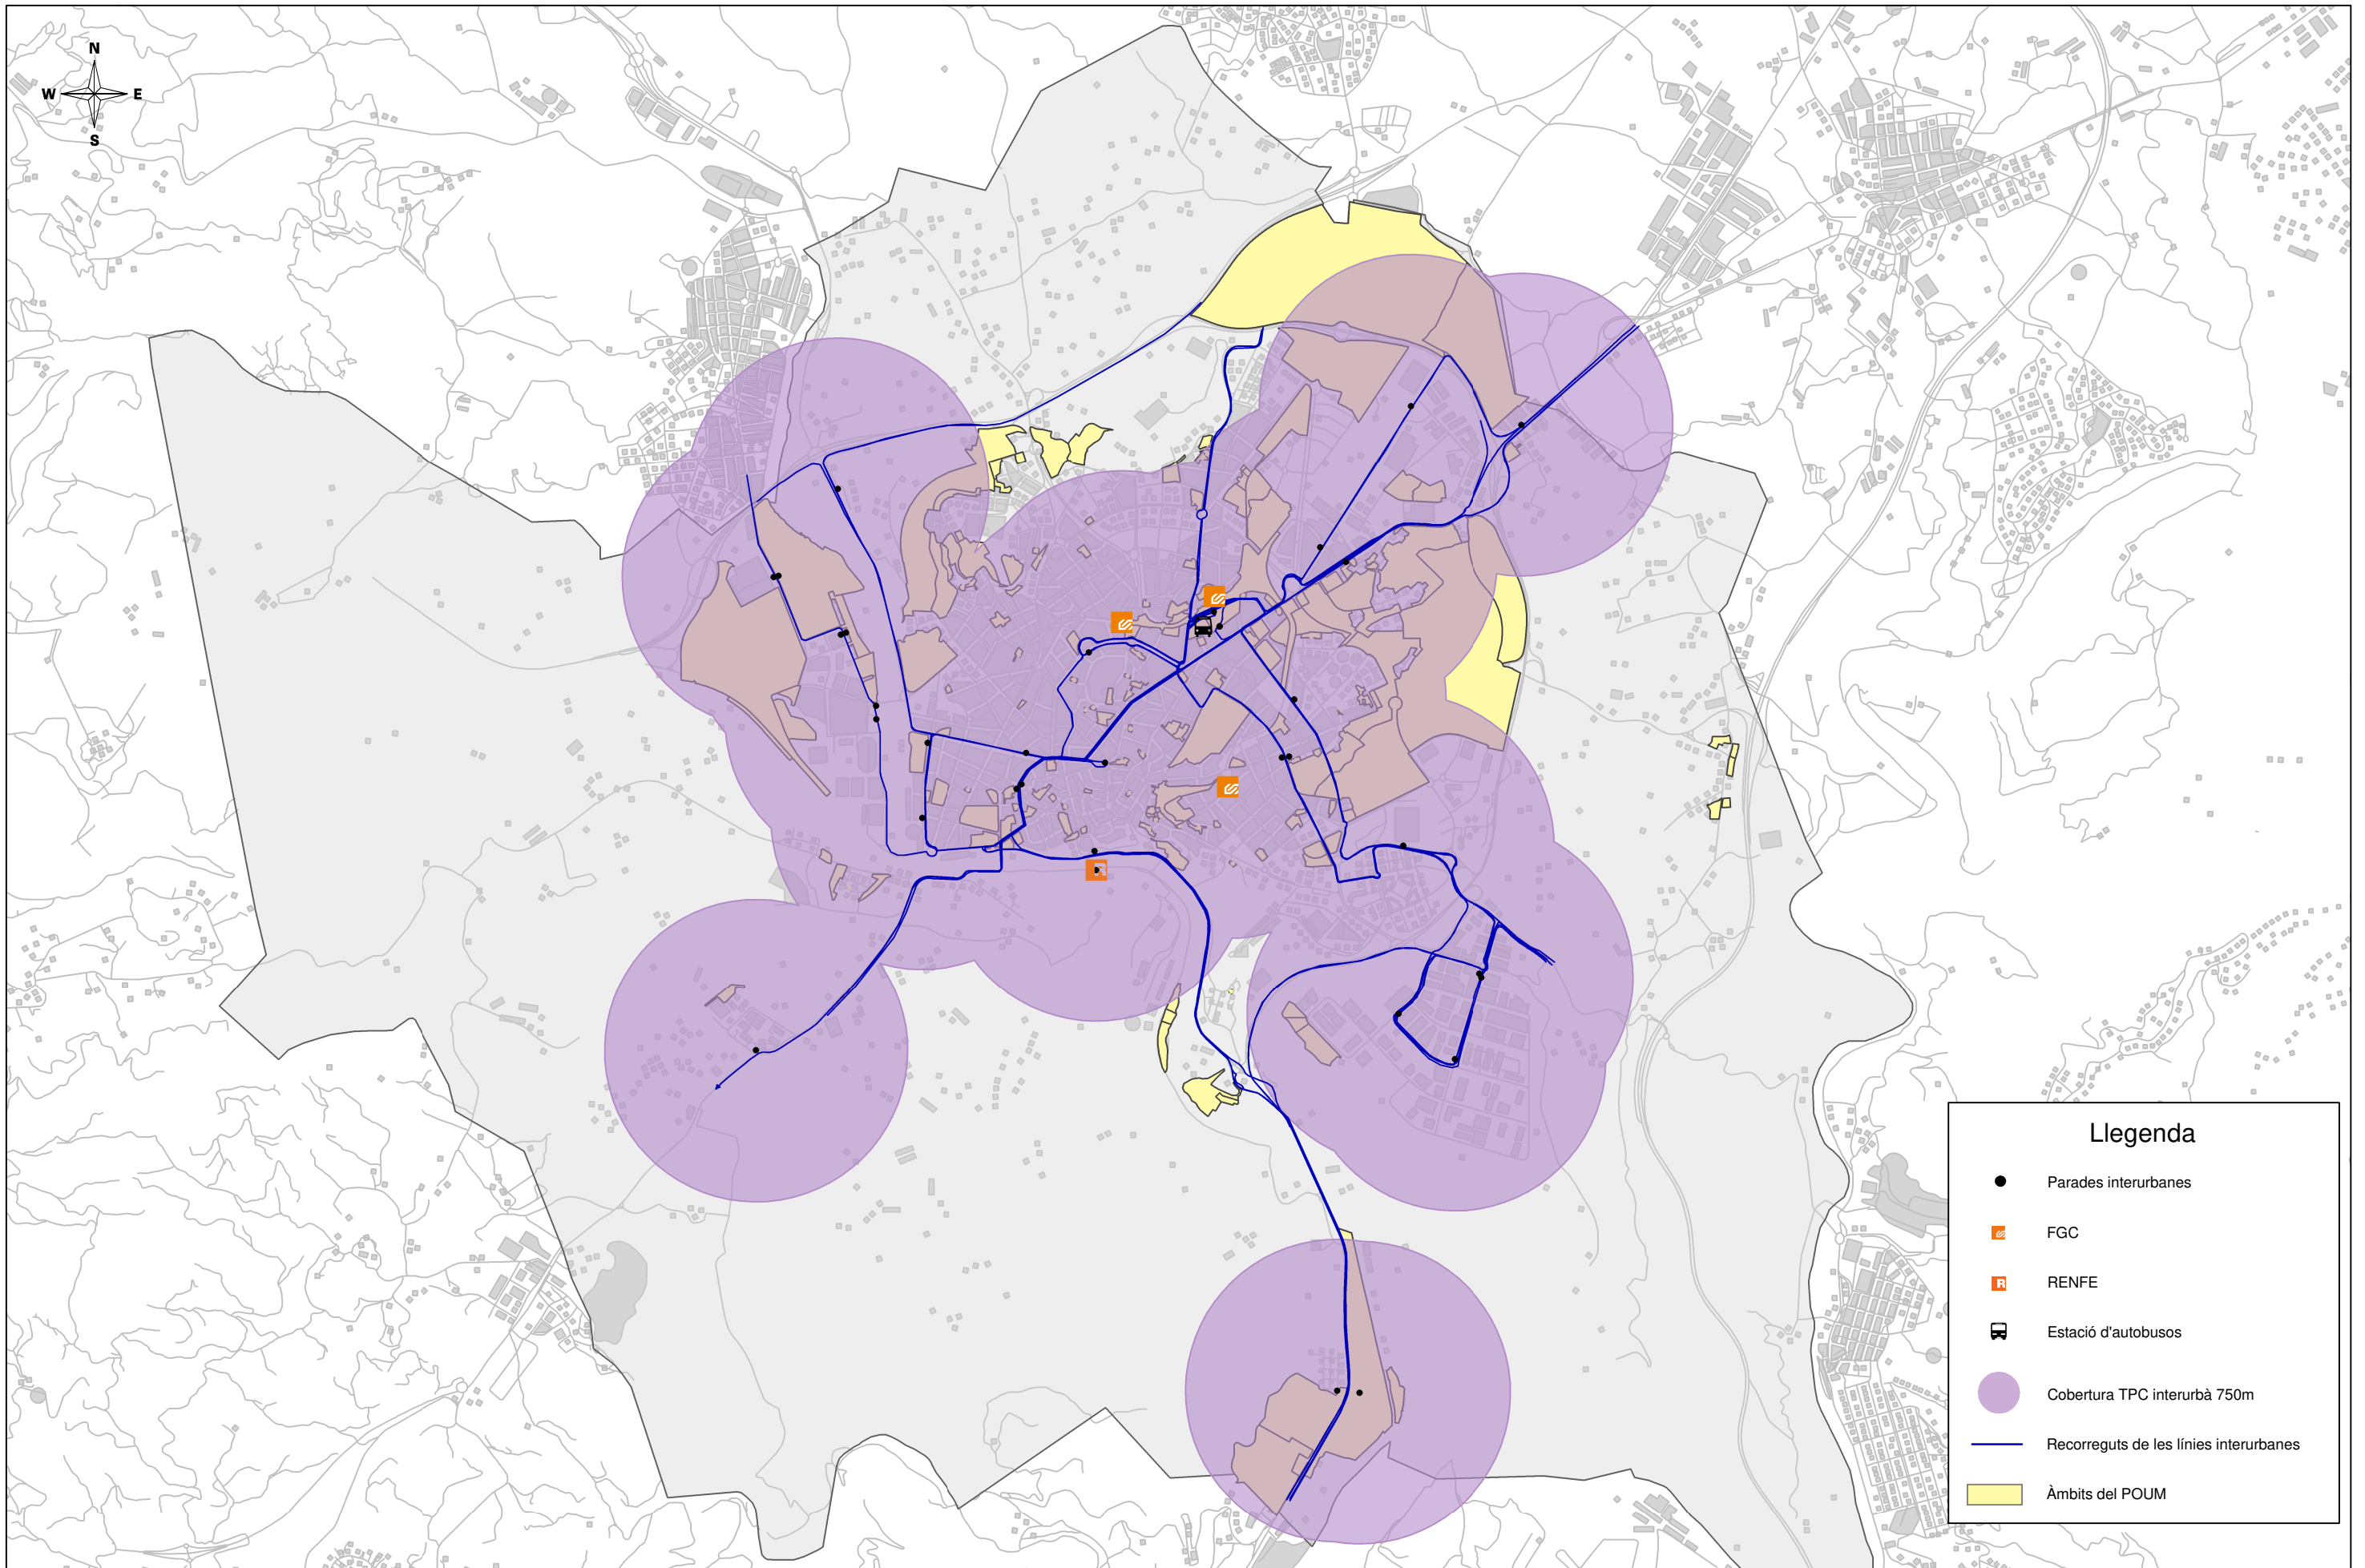 N
W E
S
Llegenda
Parades interurbanes
FGC
R RENFE
Estació d'autobusos
Cobertura TPC interurbà 750m
Recorreguts de les línies interurbanes
Àmbits del POUM